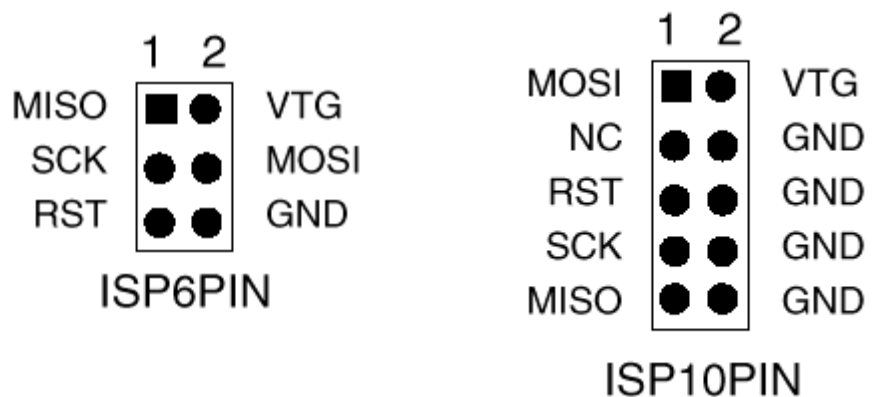 1 2
MISO VTG
SCK MOSI
RST GND
ISP6PIN
1 2
MOSI VTG
NC GND
RST GND
SCK GND
MISO GND
ISP10PIN